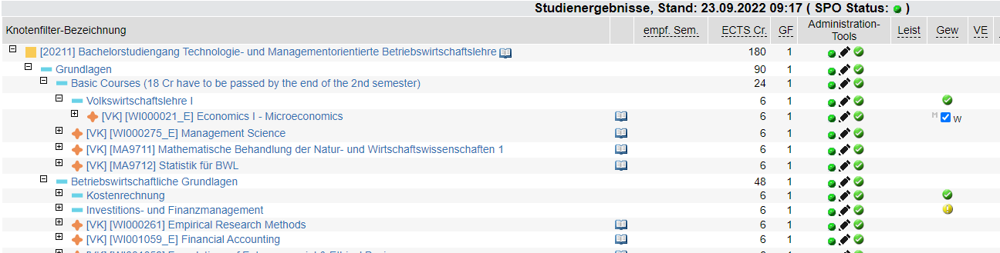 Studienergebnisse, Stand: 23.09.2022 09:17 ( SPO Status: )
Knotenfilter-Bezeichnung empf. Sem. ECTS Cr. GF Administration-Tools Leist Gew VE
[20211] Bachelorstudiengang Technologie- und Managementorientierte Betriebswirtschaftslehre 180 1
Grundlagen 90 1
Basic Courses (18 Cr have to be passed by the end of the 2nd semester) 24 1
Volkswirtschaftslehre I 6 1
[VK] [WI000021_E] Economics I - Microeconomics 6 1 M W
[VK] [WI000275_E] Management Science 6 1
[VK] [MA9711] Mathematische Behandlung der Natur- und Wirtschaftswissenschaften 1 6 1
[VK] [MA9712] Statistik für BWL 6 1
Betriebswirtschaftliche Grundlagen 48 1
Kostenrechnung 6 1
Investitions- und Finanzmanagement 6 1
[VK] [WI000261] Empirical Research Methods 6 1
[VK] [WI001059_E] Financial Accounting 6 1